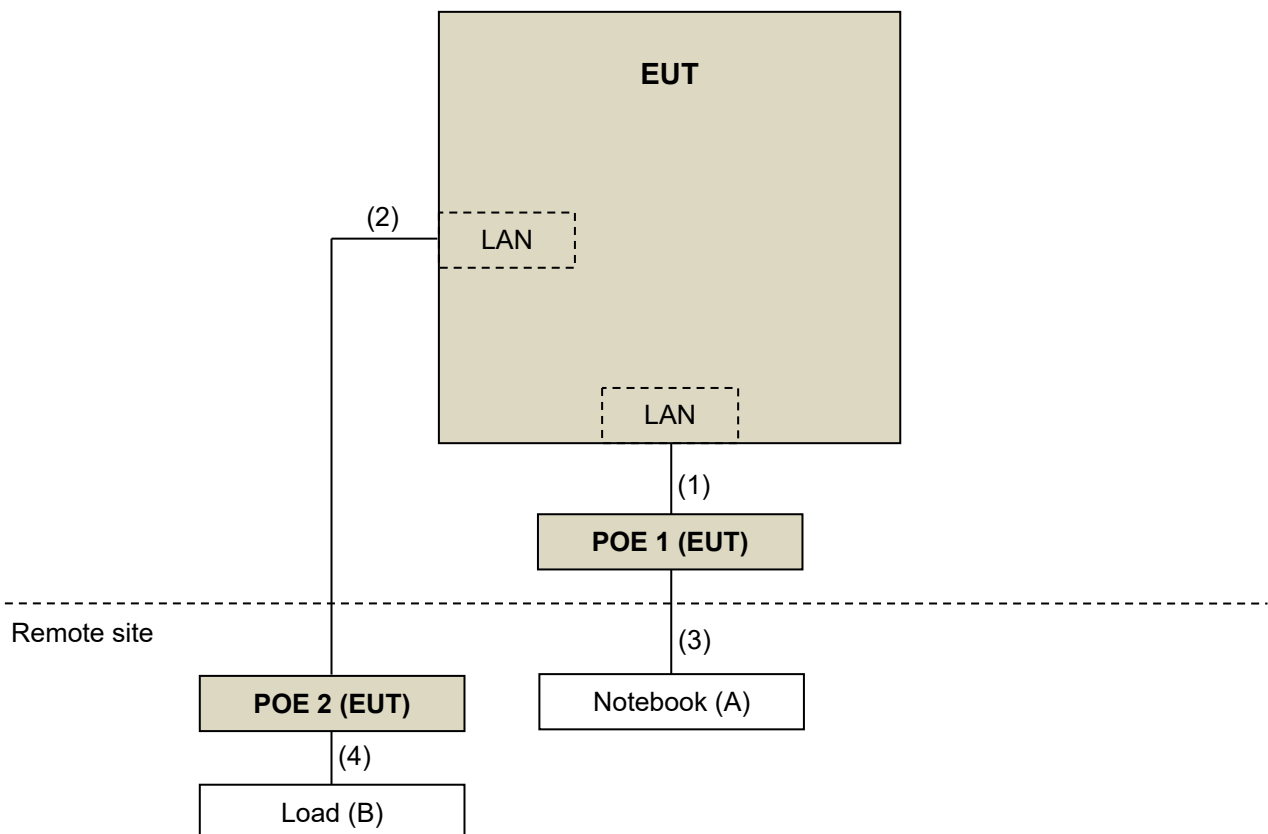 EUT
(2)
LAN
LAN
(1)
POE 1 (EUT)
Remote site
(3)
POE 2 (EUT)
Notebook (A)
(4)
Load (B)